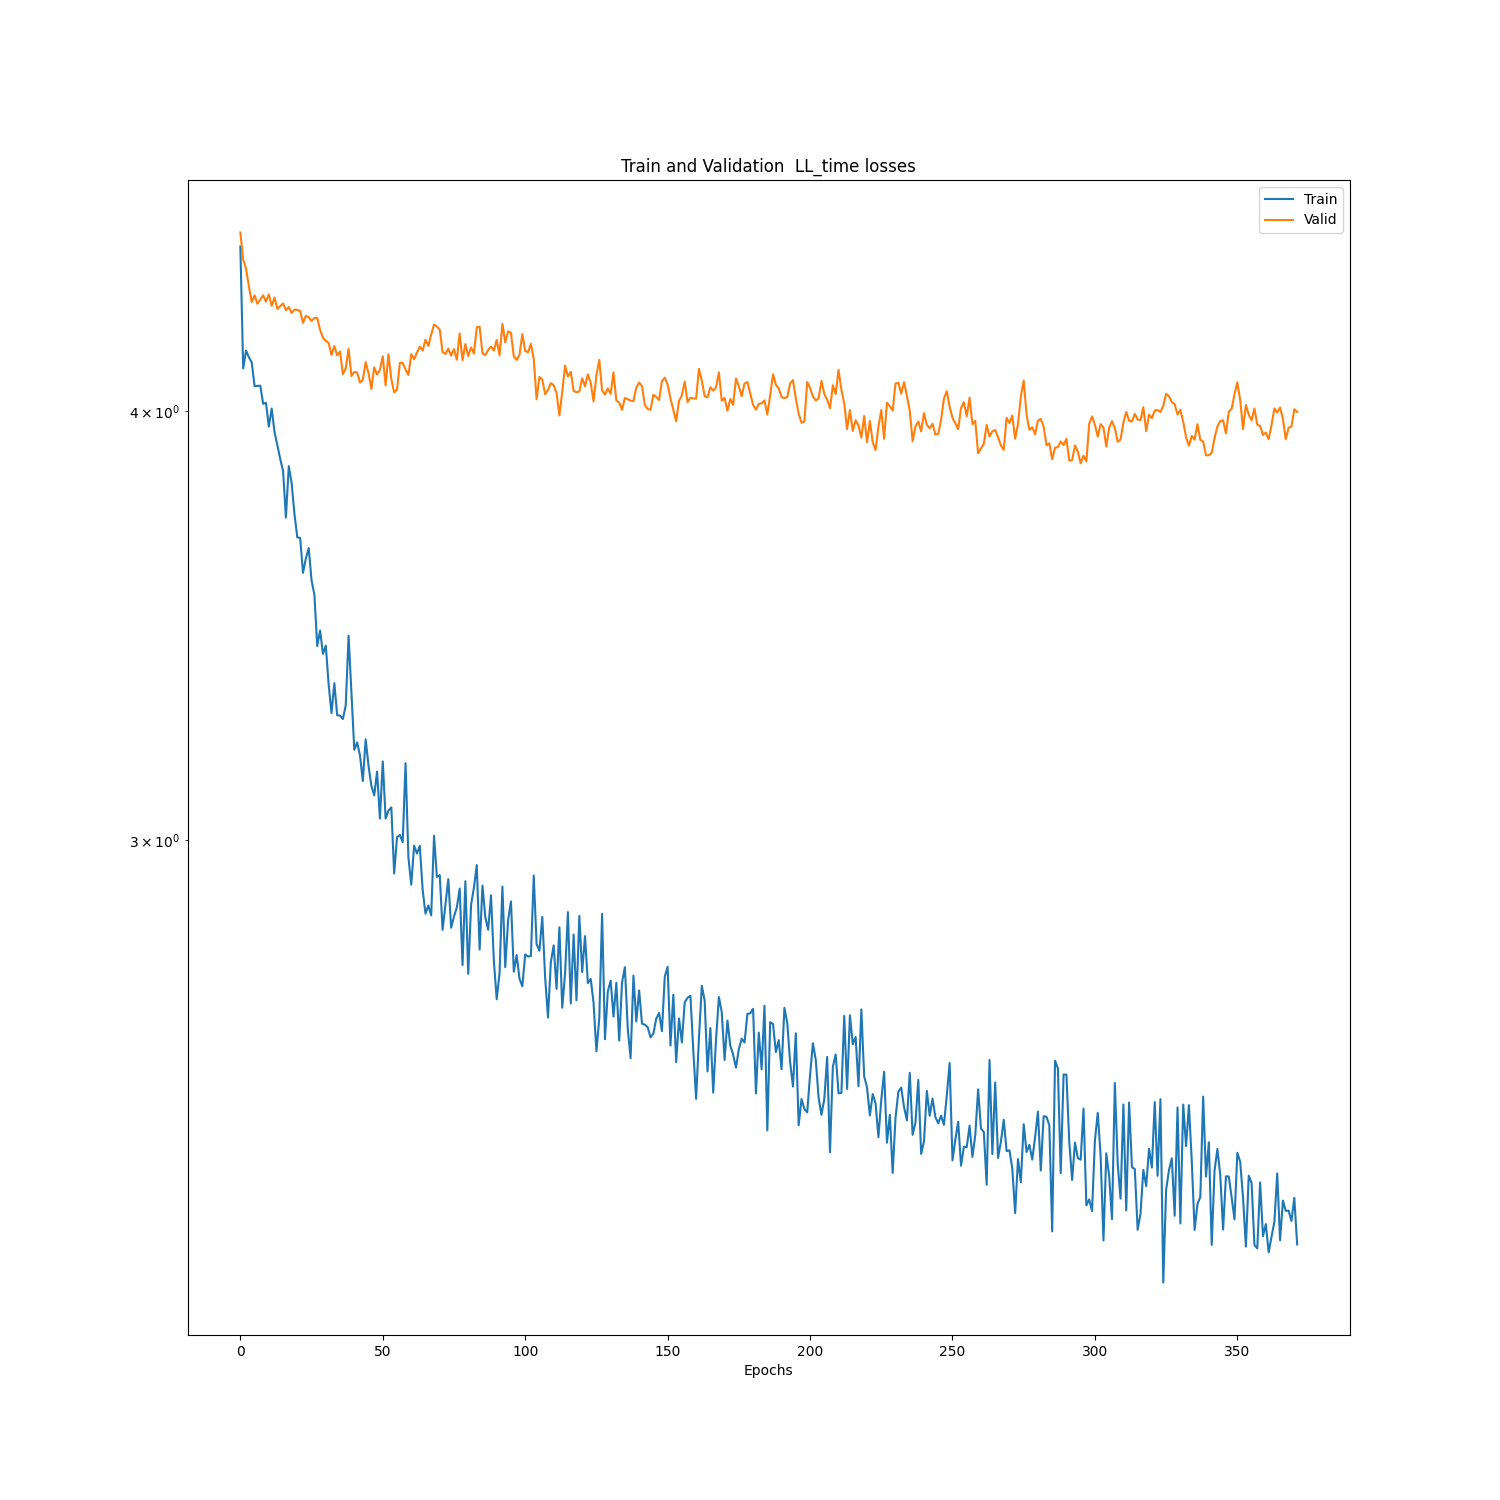 Train and Validation  LL_time losses
Train
Valid
4 × 10⁰
3 × 10⁰
0 50 100 150 200 250 300 350
Epochs